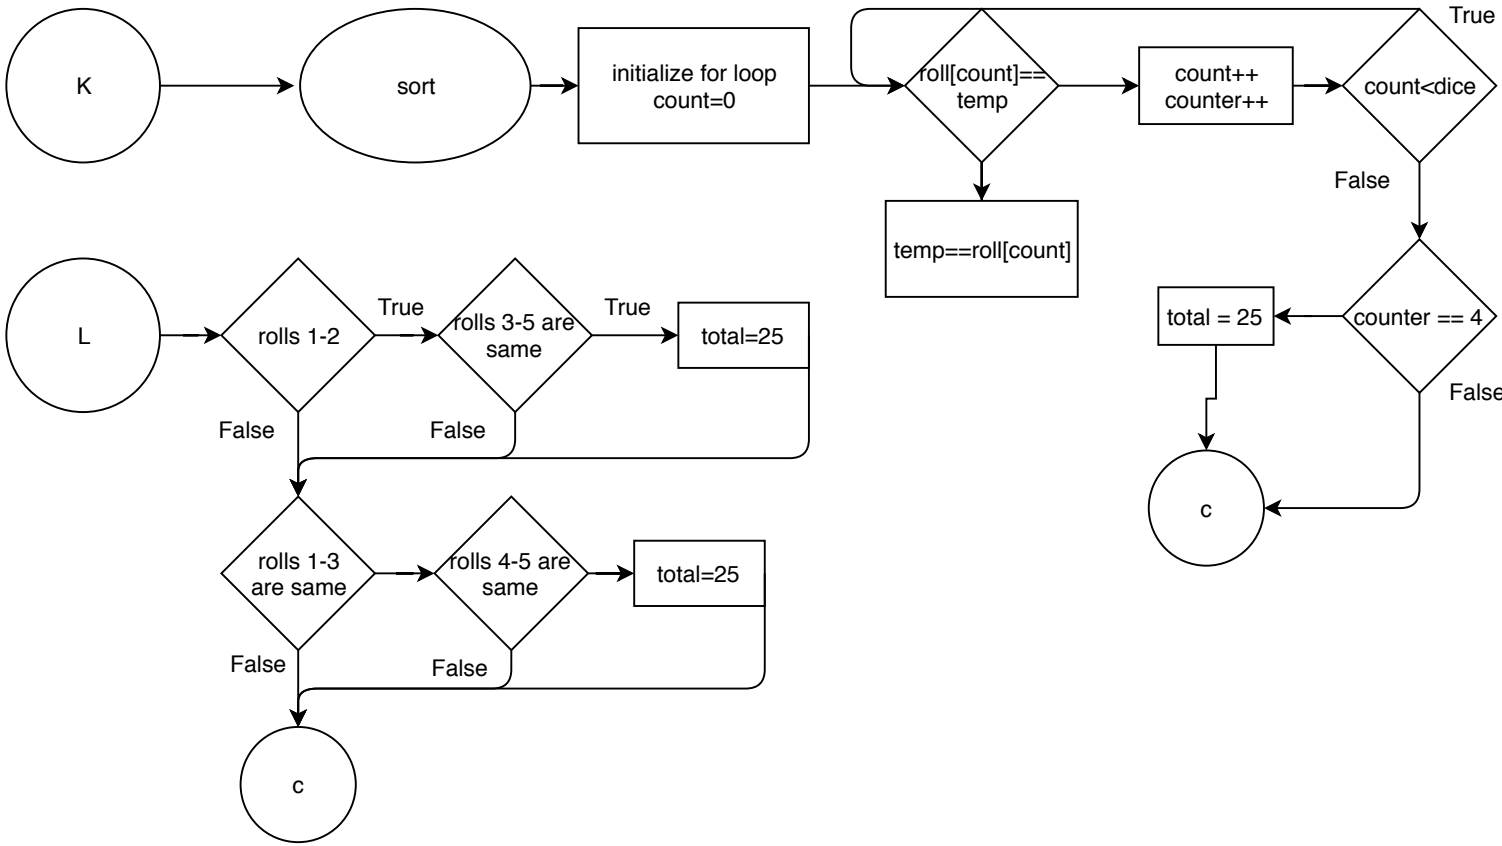 K
sort
initialize for loop
count=0
roll[count]==
temp
count++
counter++
count<dice
True
False
temp==roll[count]
L
rolls 1-2
True
rolls 3-5 are
same
True
total=25
False
False
total = 25
counter == 4
False
c
rolls 1-3
are same
rolls 4-5 are
same
total=25
False
False
c